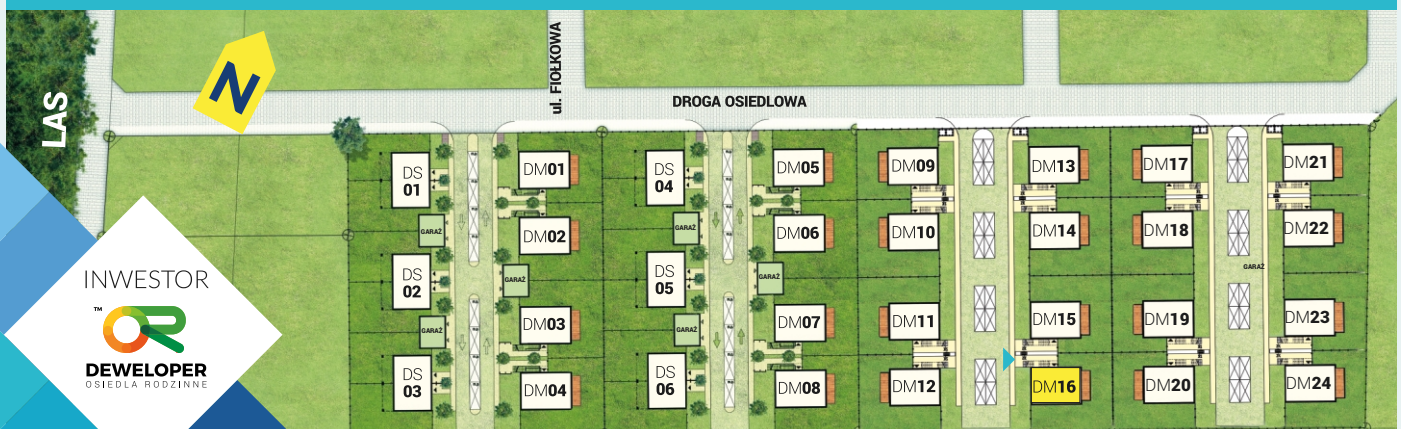 LAS
N
ul. FIOŁKOWA
DROGA OSIEDLOWA
DS
01
DM01
DS
04
DM05
DM09
DM13
DM17
DM21
GARAŻ
DM02
GARAŻ
DM06
DM10
DM14
DM18
DM22
DS
02
GARAŻ
DS
05
GARAŻ
GARAŻ
GARAŻ
DM03
GARAŻ
DM07
DM11
DM15
DM19
DM23
DS
03
DM04
DS
06
DM08
DM12
DM16
DM20
DM24
INWESTOR
™
OR
DEWELOPER
OSIEDLA RODZINNE